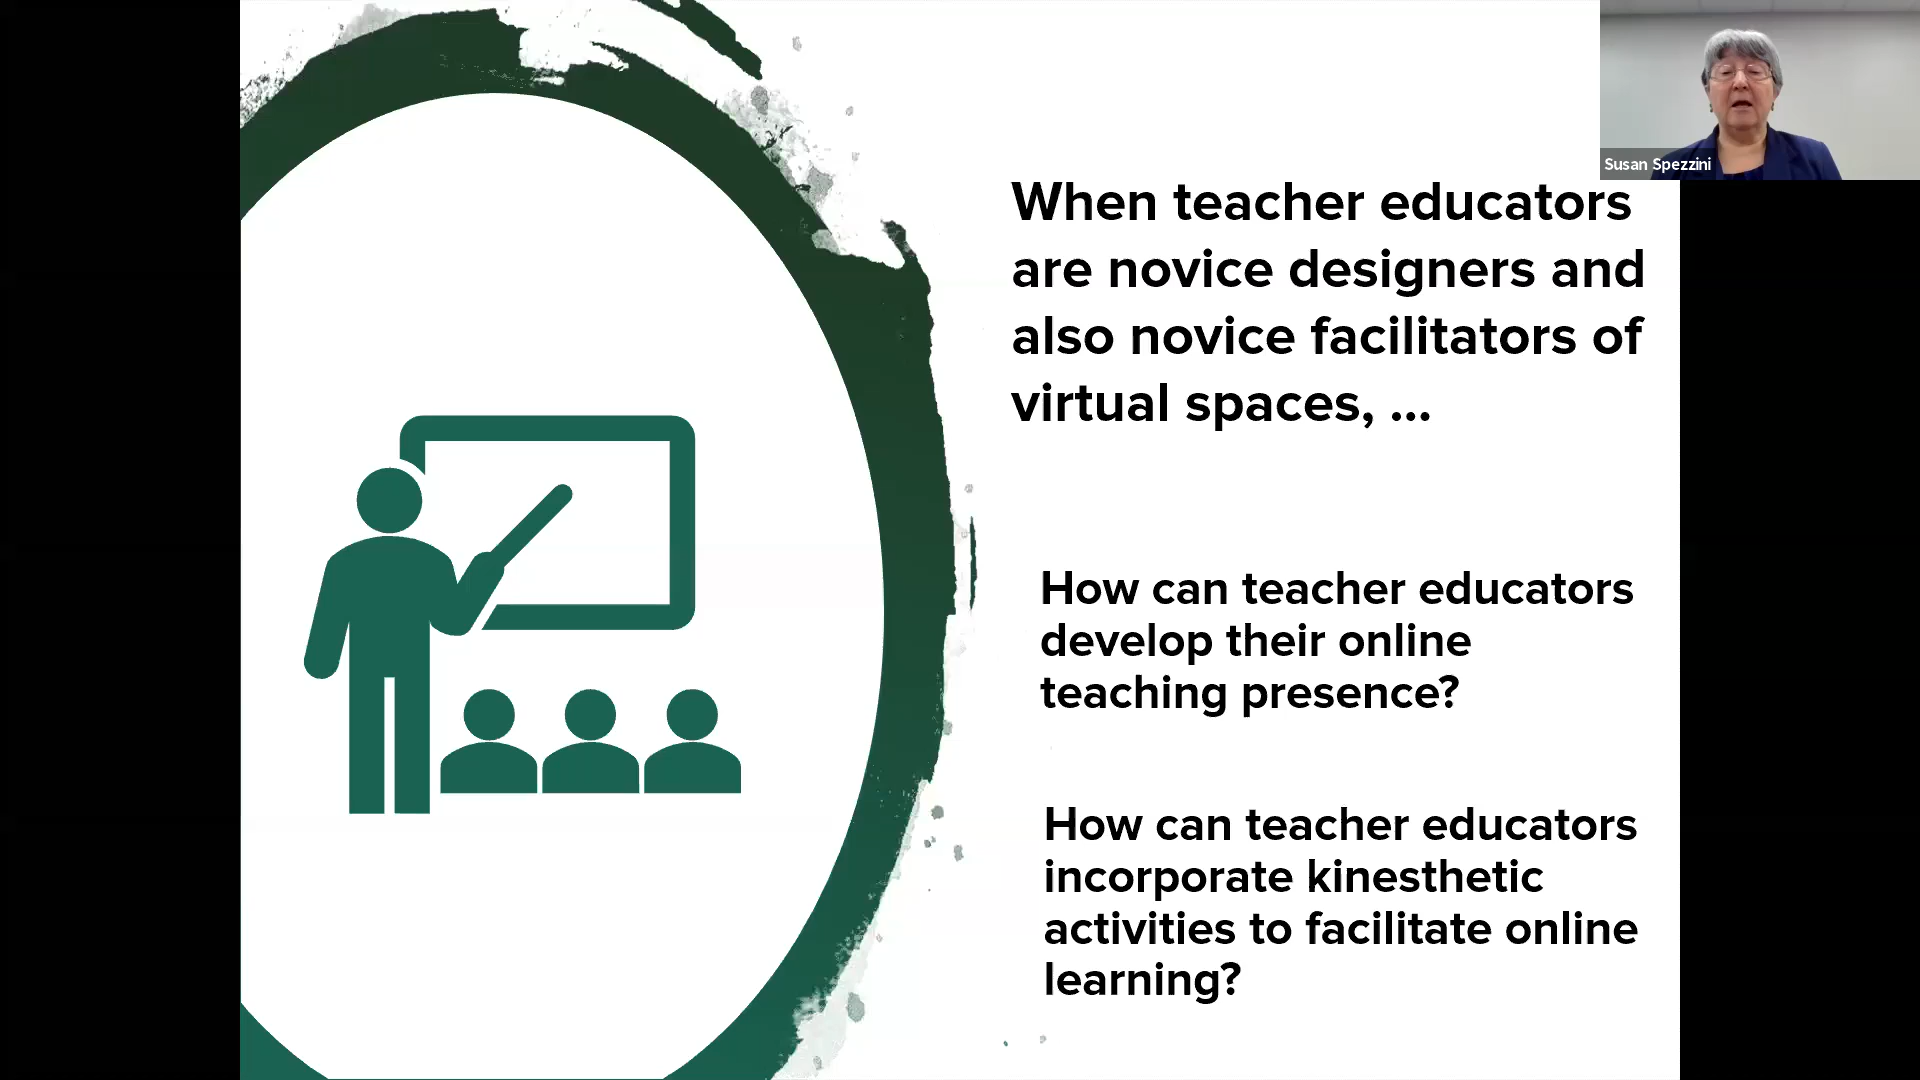 Susan Spezzini
When teacher educators
are novice designers and
also novice facilitators of
virtual spaces, ...
How can teacher educators
develop their online
teaching presence?
How can teacher educators
incorporate kinesthetic
activities to facilitate online
learning?